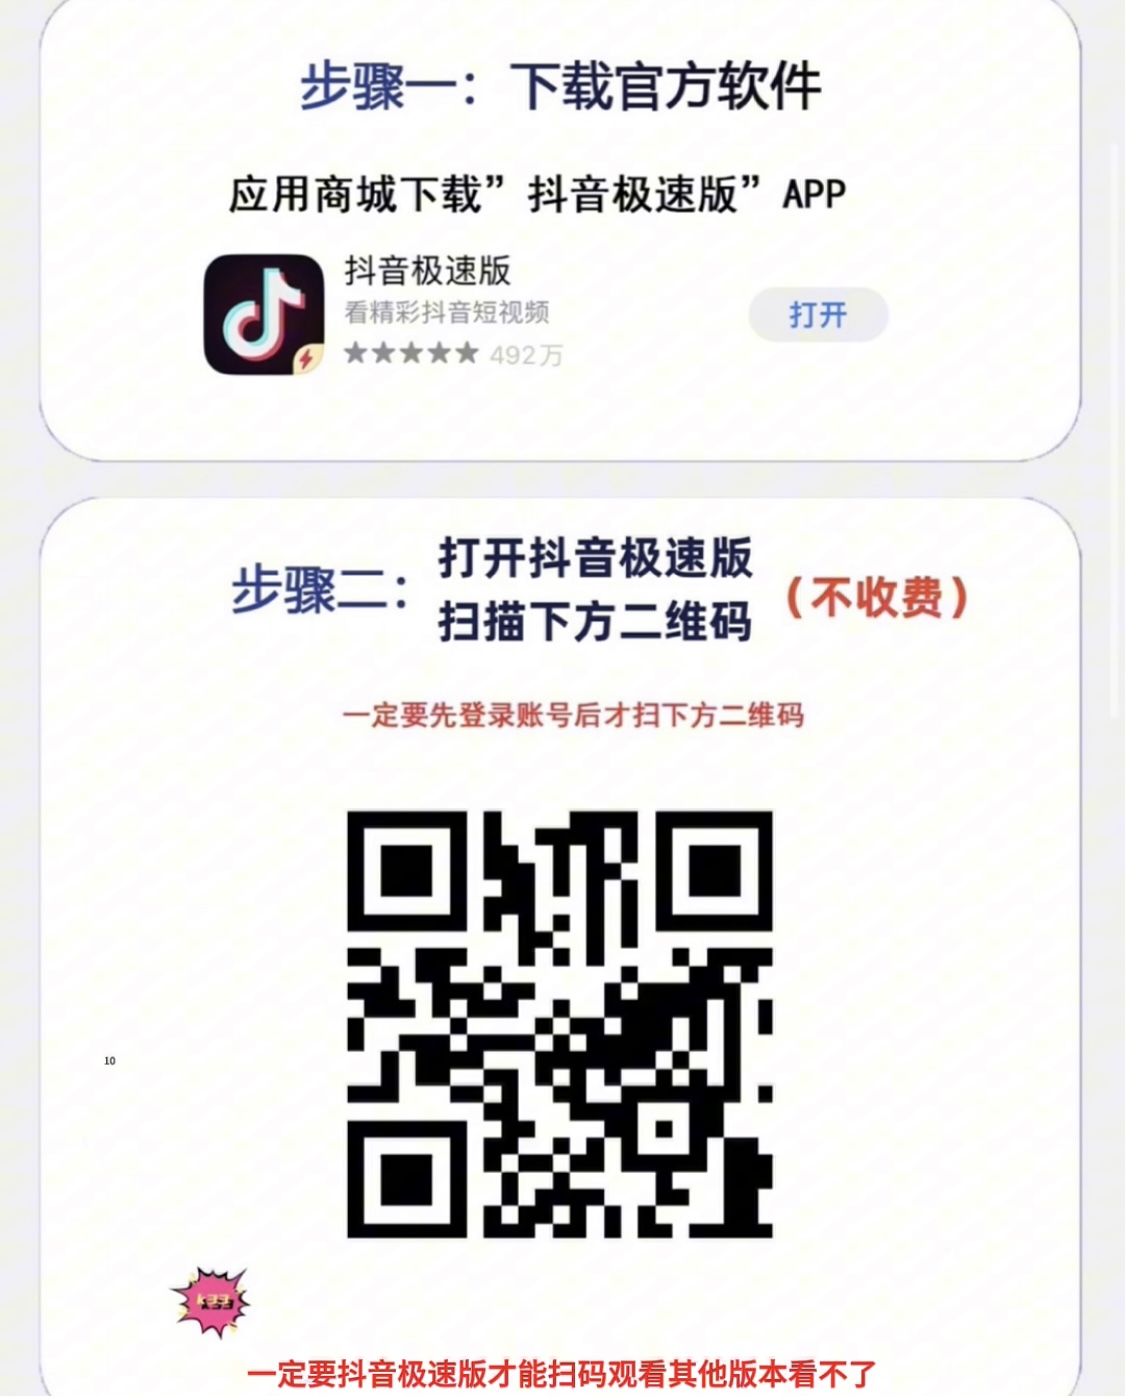 步骤一：下载官方软件
应用商城下载”抖音极速版”APP
抖音极速版
看精彩抖音短视频
492万
打开
步骤二：
打开抖音极速版
扫描下方二维码
（不收费）
一定要先登录账号后才扫下方二维码
10
k33
一定要抖音极速版才能扫码观看其他版本看不了